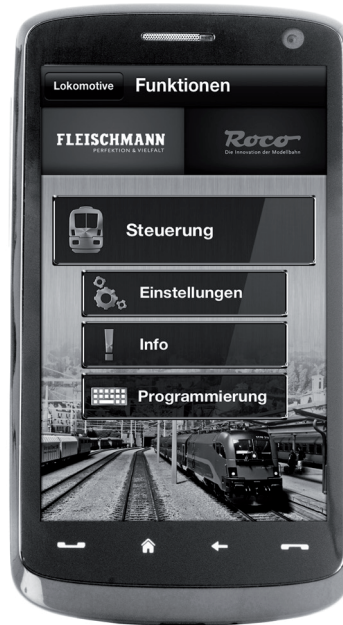 Lokomotive
Funktionen
FLEISCHMANN
PERFEKTION & VIELFALT
Roco
Die Innovation der Modellbahn
Steuerung
Einstellungen
Info
Programmierung